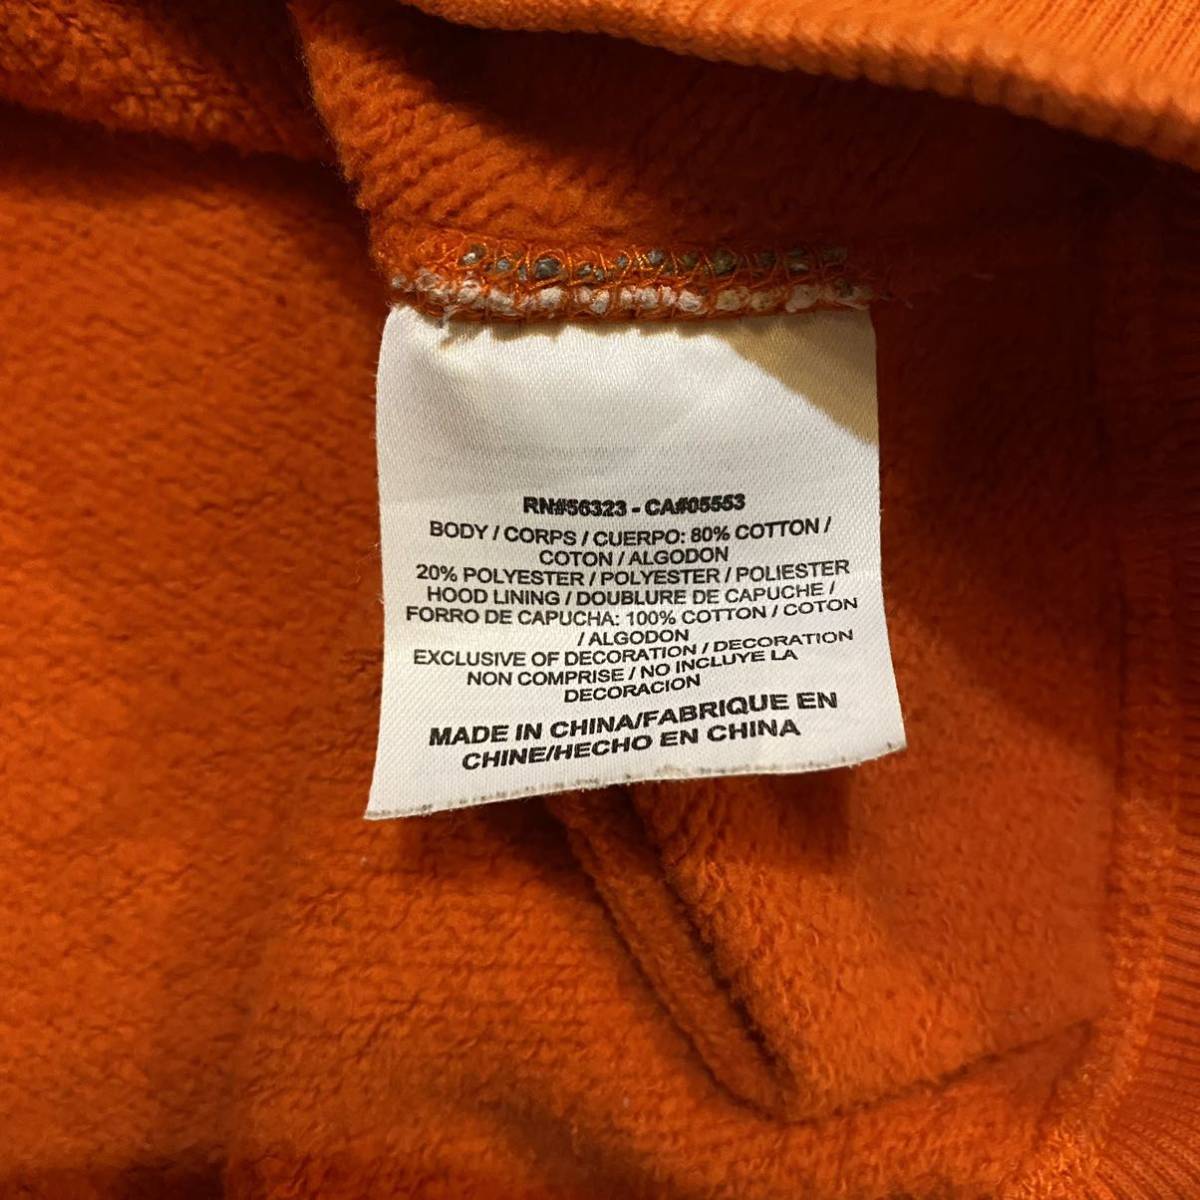 RN#56323 - CA#05553
BODY / CORPS / CUERPO: 80% COTTON /
COTON / ALGODON
20% POLYESTER / POLYESTER / POLIESTER
HOOD LINING / DOUBLURE DE CAPUCHE /
FORRO DE CAPUCHA: 100% COTTON / COTON
/ ALGODON
EXCLUSIVE OF DECORATION / DECORATION
NON COMPRISE / NO INCLUYE LA
DECORACION
MADE IN CHINA/FABRIQUE EN
CHINE/HECHO EN CHINA